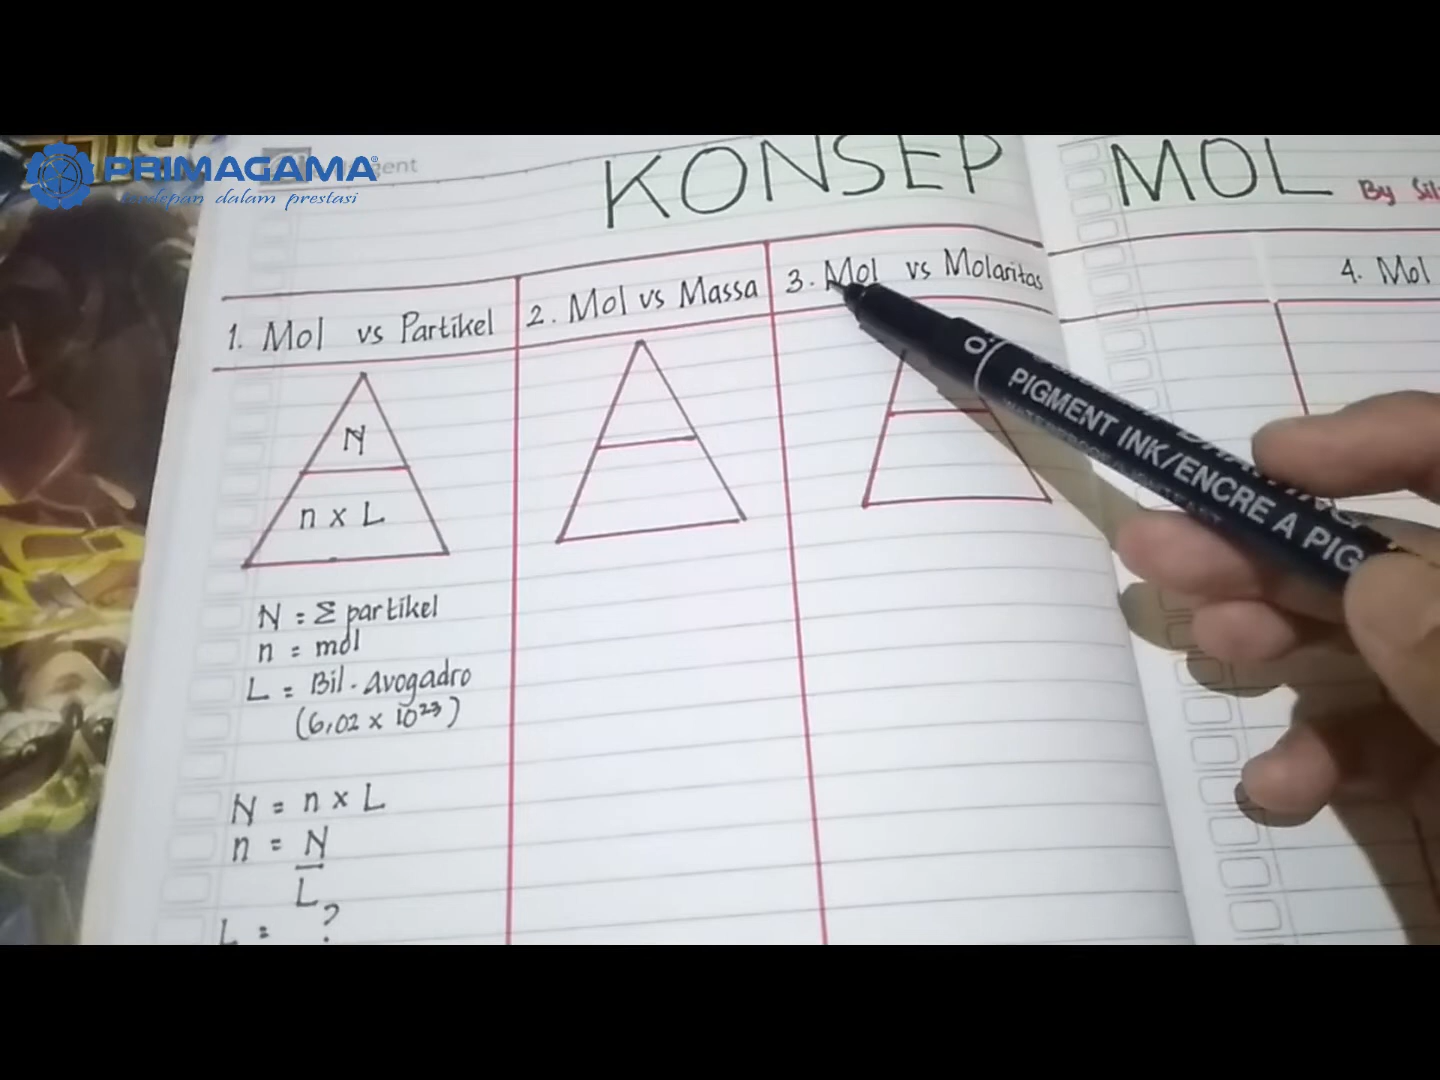 PRIMAGAMA®
terdepan dalam prestasi
KONSEP MOL
1. Mol vs Partikel
2. Mol vs Massa
3. Mol vs Molaritas
4. Mol
N
n x L
N = Σ partikel
n = mol
L = Bil. Avogadro
(6,02 x 10²³)
N = n x L
n = N
L
L = ?
By
PIGMENT INK/ENCRE A PIG